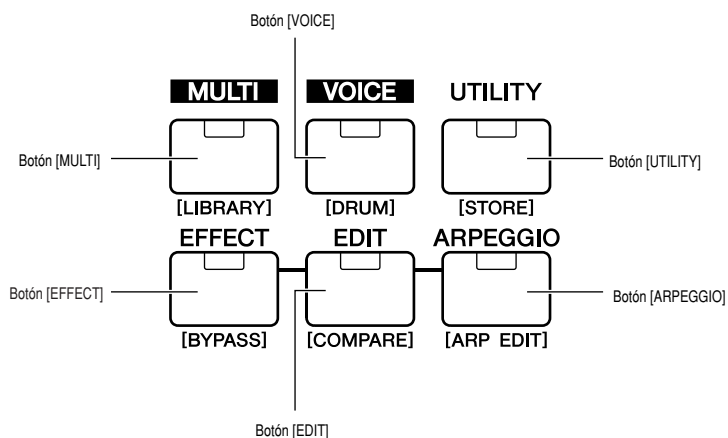 Botón [VOICE]
MULTI VOICE UTILITY
Botón [MULTI]
Botón [UTILITY]
[LIBRARY] [DRUM] [STORE]
EFFECT EDIT ARPEGGIO
Botón [EFFECT]
Botón [ARPEGGIO]
[BYPASS] [COMPARE] [ARP EDIT]
Botón [EDIT]